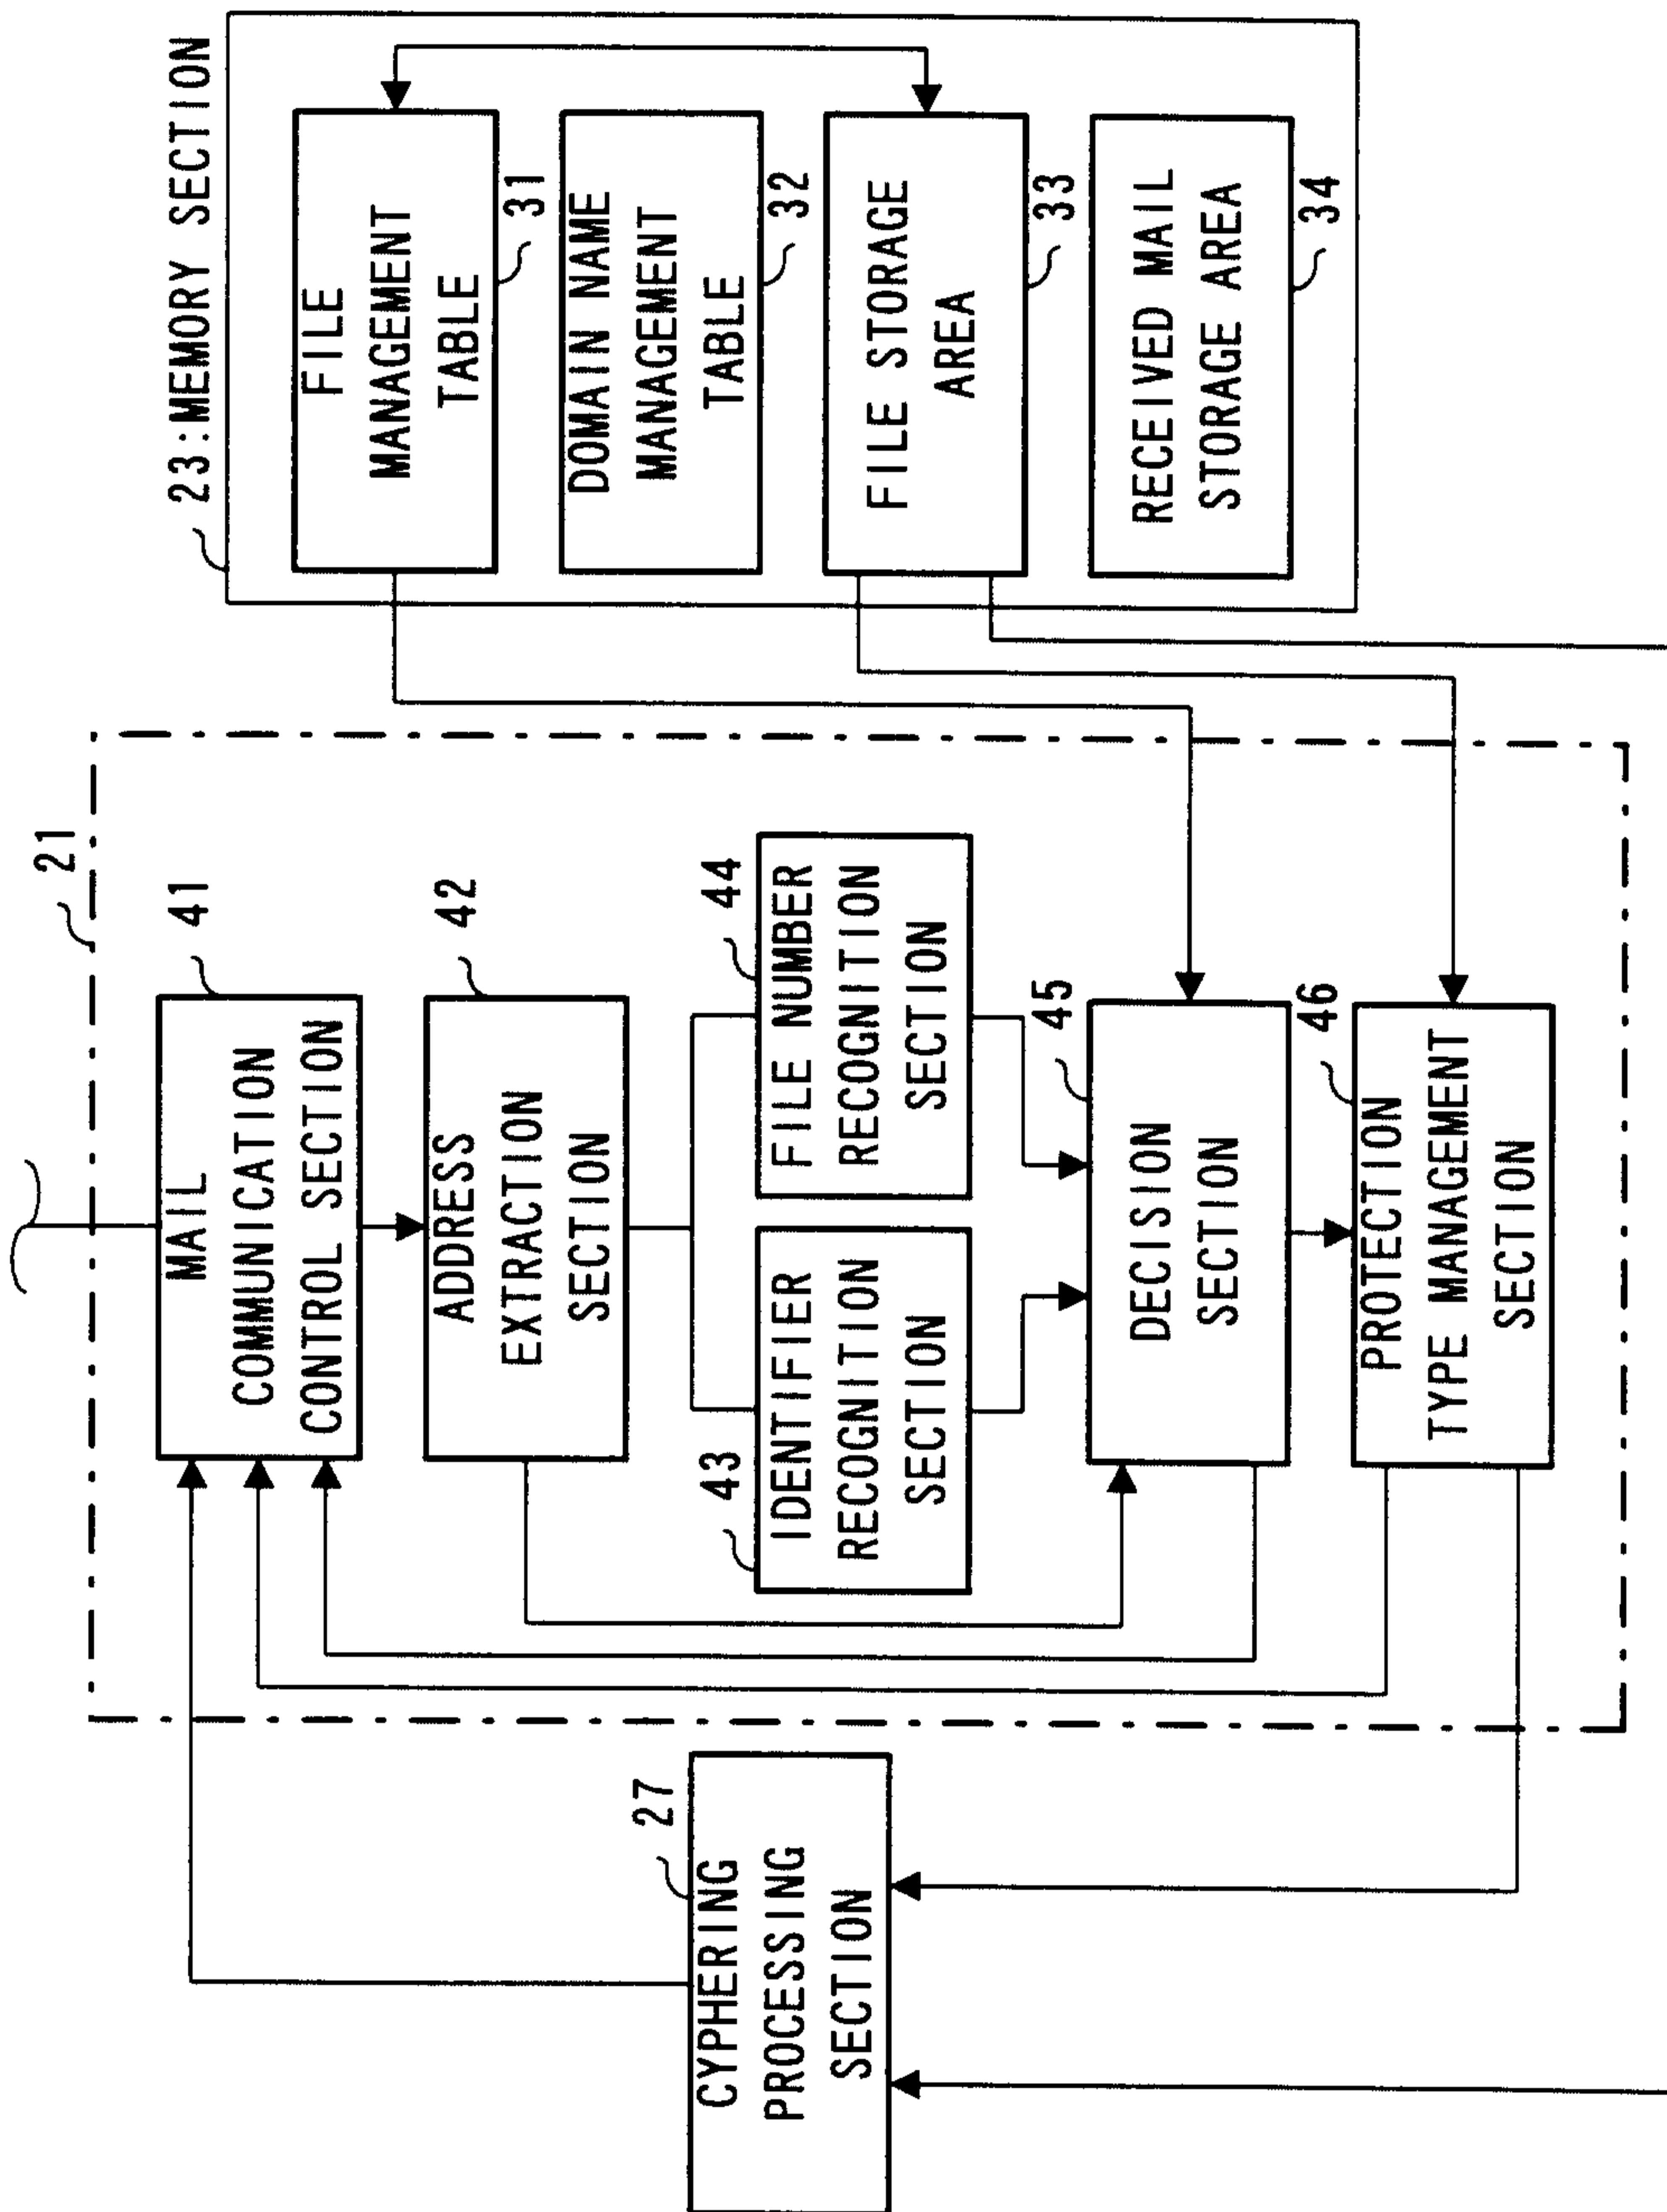 23:MEMORY SECTION
FILE
MANAGEMENT
TABLE
31
DOMAIN NAME
MANAGEMENT
TABLE
32
FILE STORAGE
AREA
33
RECEIVED MAIL
STORAGE AREA
34
21
MAIL
COMMUNICATION
CONTROL SECTION
41
ADDRESS
EXTRACTION
SECTION
42
IDENTIFIER
RECOGNITION
SECTION
43
FILE NUMBER
RECOGNITION
SECTION
44
DECISION
SECTION
45
PROTECTION
TYPE MANAGEMENT
SECTION
46
CYPHERING
PROCESSING
SECTION
27